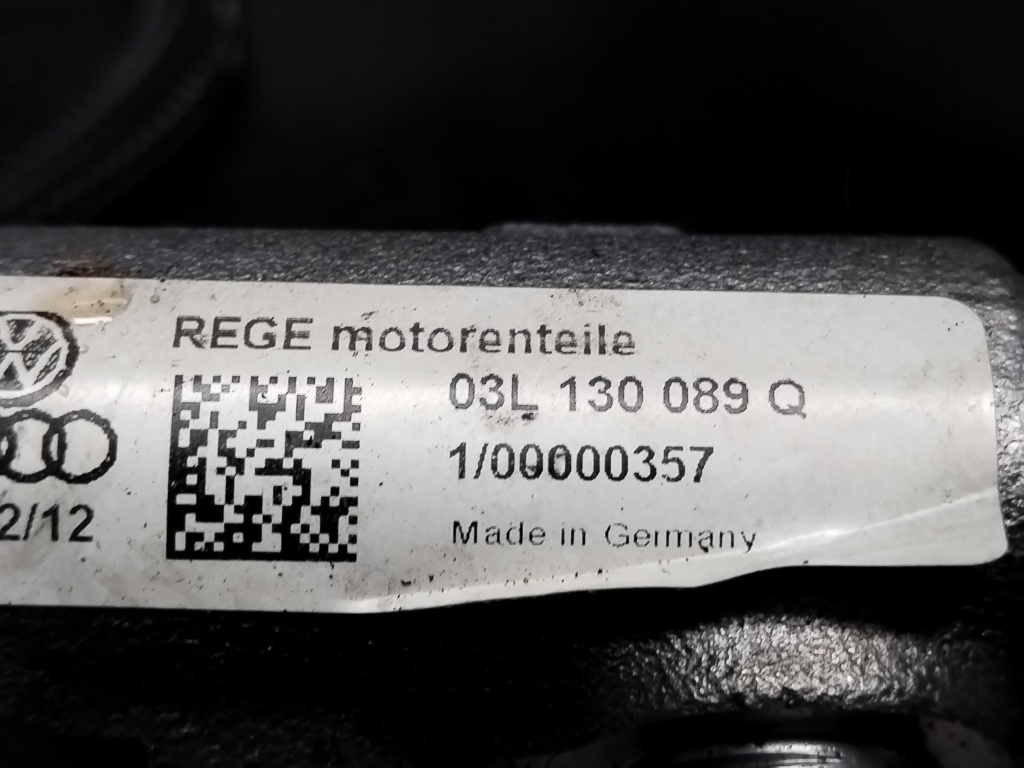 REGE motorenteile
03L 130 089 Q
1/00000357
2/12
Made in Germany